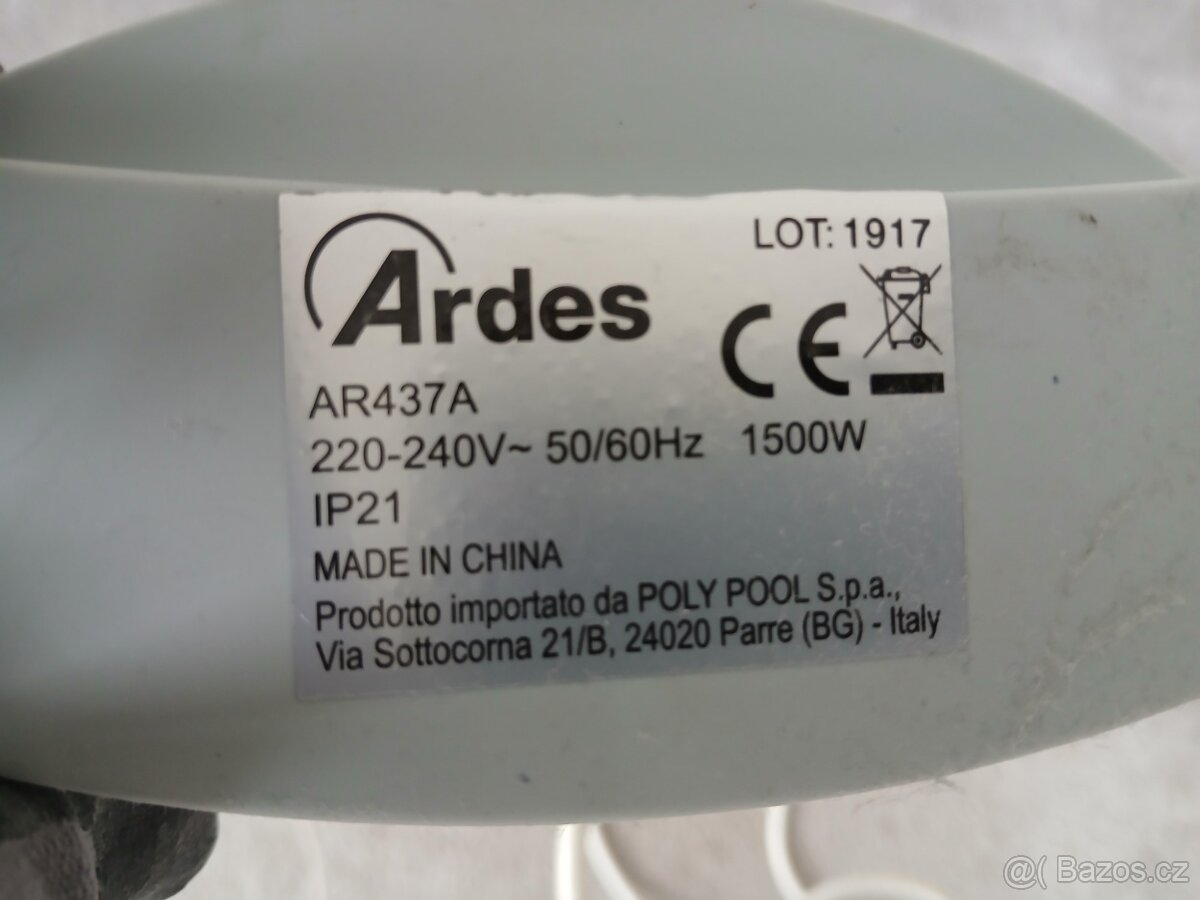 Ardes
LOT: 1917
CE
AR437A
220-240V~ 50/60Hz 1500W
IP21
MADE IN CHINA
Prodotto importato da POLY POOL S.p.a.,
Via Sottocorna 21/B, 24020 Parre (BG) - Italy
@( Bazos.cz